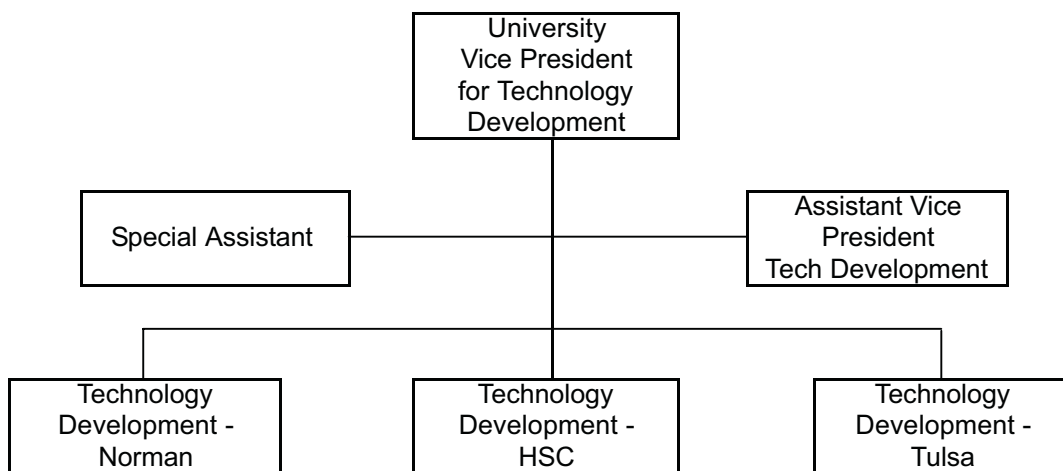 University
Vice President
for Technology
Development
Special Assistant
Assistant Vice
President
Tech Development
Technology
Development -
Norman
Technology
Development -
HSC
Technology
Development -
Tulsa